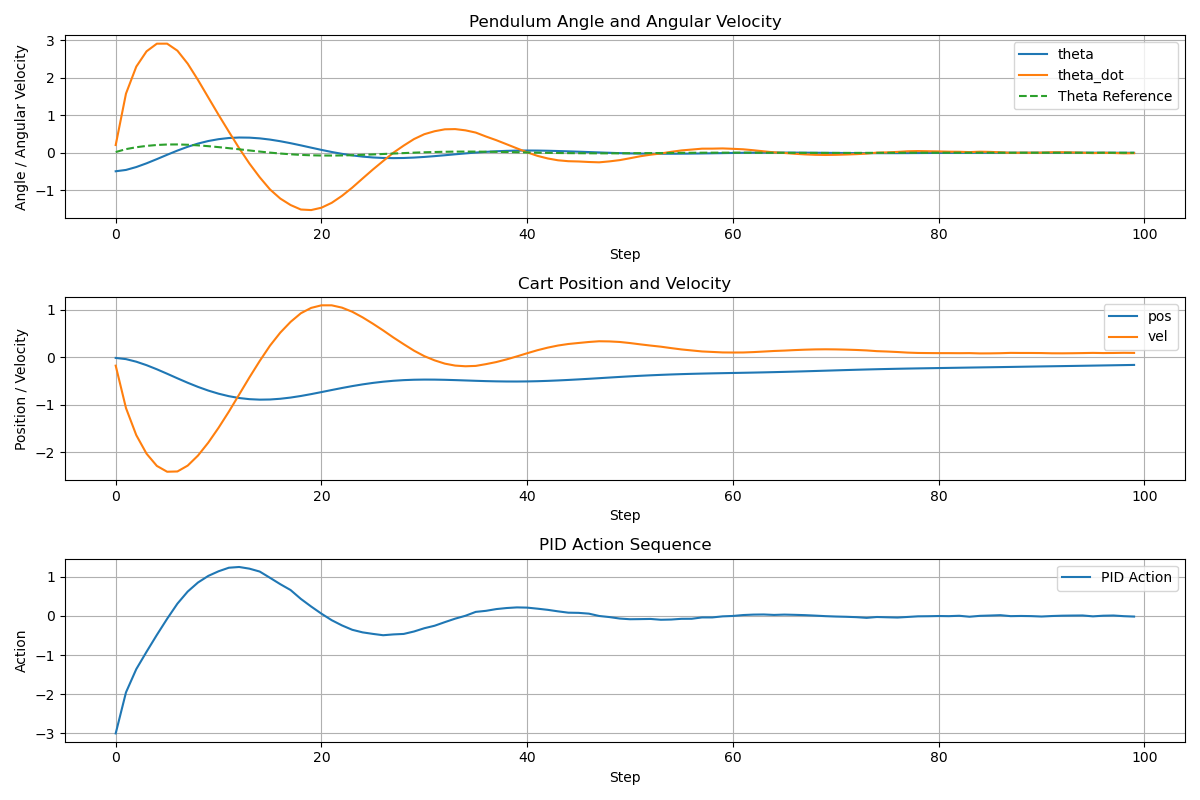 Pendulum Angle and Angular Velocity
Angle / Angular Velocity
3
2
1
0
−1
theta
theta_dot
Theta Reference
0 20 40 60 80 100
Step
Cart Position and Velocity
Position / Velocity
1
0
−1
−2
pos
vel
0 20 40 60 80 100
Step
PID Action Sequence
Action
1
0
−1
−2
−3
PID Action
0 20 40 60 80 100
Step